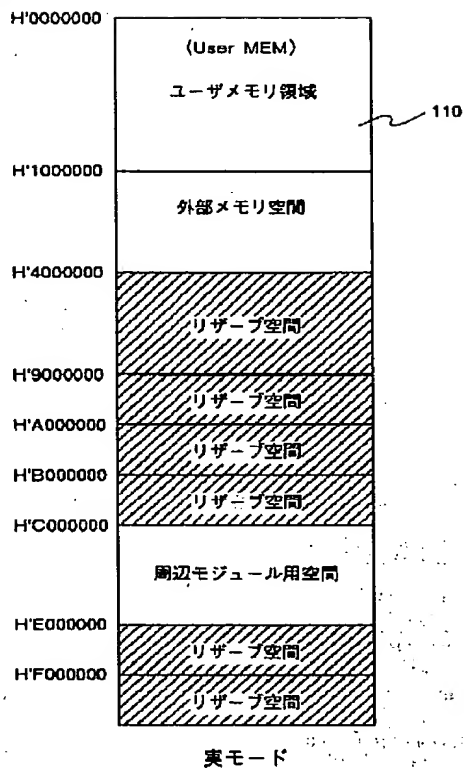 H'0000000
(User MEM)
ユーザメモリ領域
110
H'1000000
外部メモリ空間
H'4000000
リザーブ空間
H'9000000
リザーブ空間
H'A000000
リザーブ空間
H'B000000
リザーブ空間
H'C000000
周辺モジュール用空間
H'E000000
リザーブ空間
H'F000000
リザーブ空間
実モード